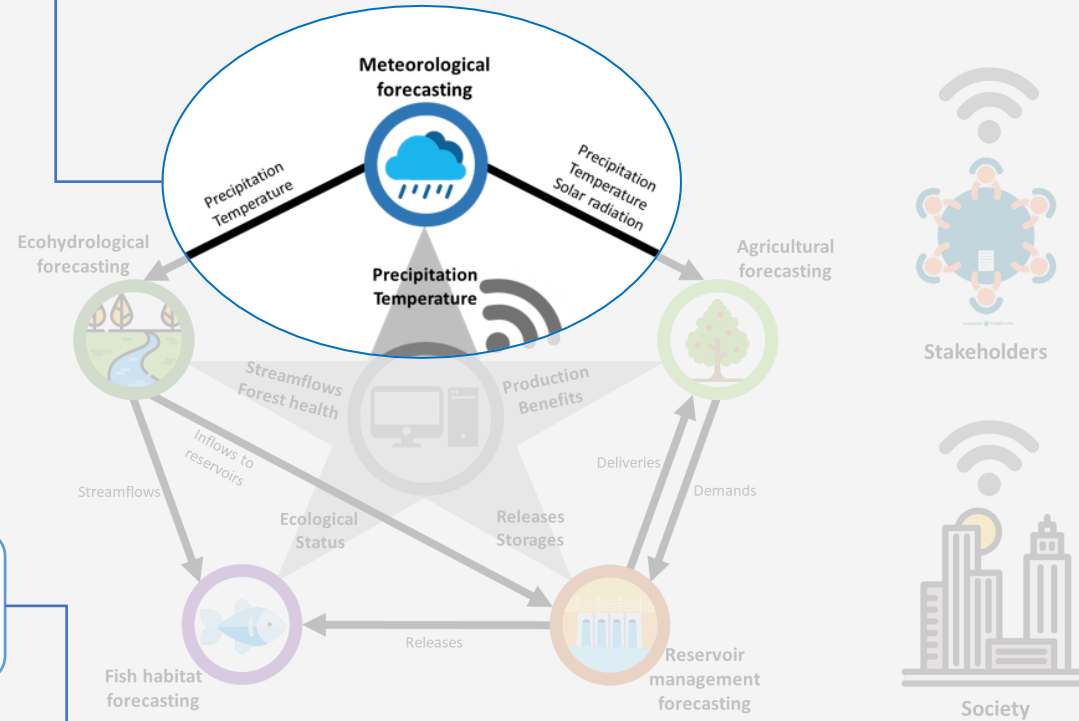 Meteorological
forecasting
Precipitation
Temperature
Precipitation
Temperature
Solar radiation
Ecohydrological
forecasting
Precipitation
Temperature
Agricultural
forecasting
Stakeholders
Streamflows
Forest health
Production
Benefits
Inflows to
reservoirs
Streamflows
Deliveries
Demands
Ecological
Status
Releases
Storages
Releases
Fish habitat
forecasting
Reservoir
management
forecasting
Society